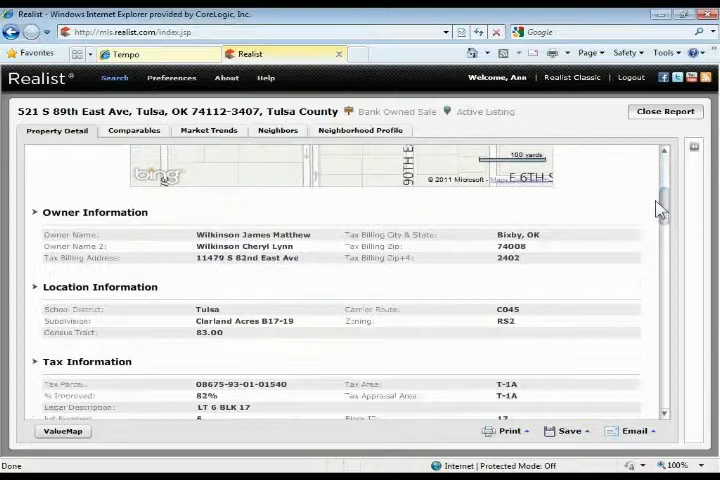 Realist - Windows Internet Explorer provided by CoreLogic, Inc.
http://mls.realist.com/index.jsp
Google
Favorites
Tempo
Realist
Page
Safety
Tools
Realist®
Search
Preferences
About
Help
Welcome, Ann
Realist Classic
Logout
521 S 89th East Ave, Tulsa, OK 74112-3407, Tulsa County
Bank Owned Sale
Active Listing
Close Report
Property Detail
Comparables
Market Trends
Neighbors
Neighborhood Profile
bing
90TH E
100 yards
© 2011 Microsoft -
E 6TH S
Owner Information
Owner Name: Wilkinson James Matthew Tax Billing City & State: Bixby, OK
Owner Name 2: Wilkinson Cheryl Lynn Tax Billing Zip: 74008
Tax Billing Address: 11479 S 82nd East Ave Tax Billing Zip+4: 2402
Location Information
School District: Tulsa Carrier Route: C045
Subdivision: Clarland Acres B17-19 Zoning: RS2
Census Tract: 83.00
Tax Information
Tax Parcel: 08675-93-01-01540 Tax Area: T-1A
% Improved: 82% Tax Appraisal Area: T-1A
Legal Description: LT 6 BLK 17
Lot Number: 6 Block ID: 17
ValueMap
Print
Save
Email
Done
Internet | Protected Mode: Off
100%